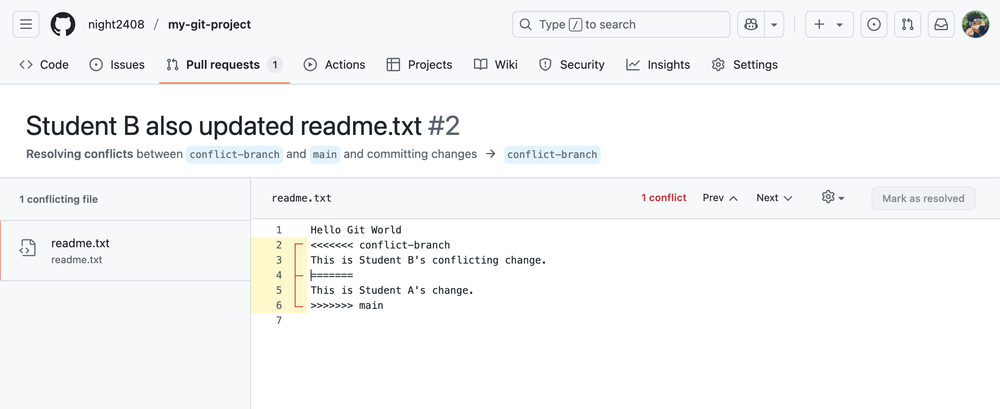 night2408 / my-git-project
Type / to search
Code Issues Pull requests 1 Actions Projects Wiki Security Insights Settings
Student B also updated readme.txt #2
Resolving conflicts between conflict-branch and main and committing changes → conflict-branch
1 conflicting file
readme.txt
readme.txt
readme.txt 1 conflict Prev Next Mark as resolved
1 Hello Git World
2 <<<<<<< conflict-branch
3 This is Student B's conflicting change.
4 =======
5 This is Student A's change.
6 >>>>>>> main
7